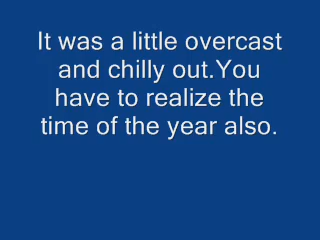 It was a little overcast
and chilly out.You
have to realize the
time of the year also.